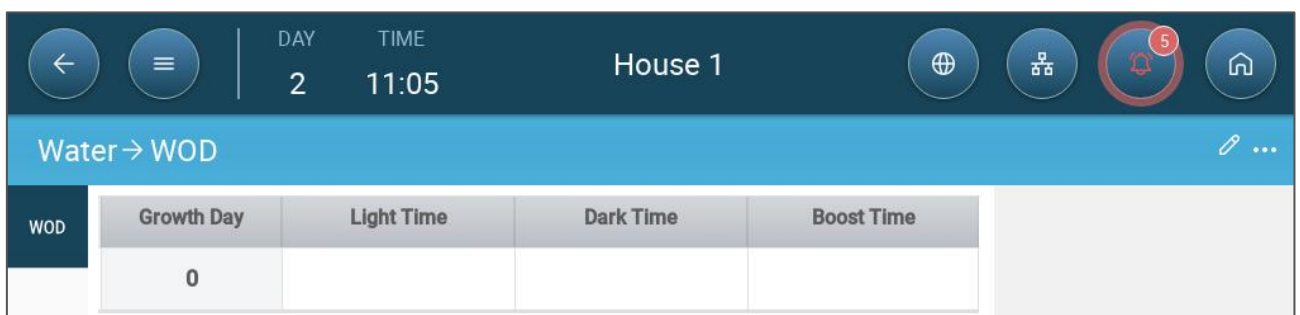 DAY TIME
2 11:05
House 1
5
Water → WOD
WOD
Growth Day Light Time Dark Time Boost Time
0